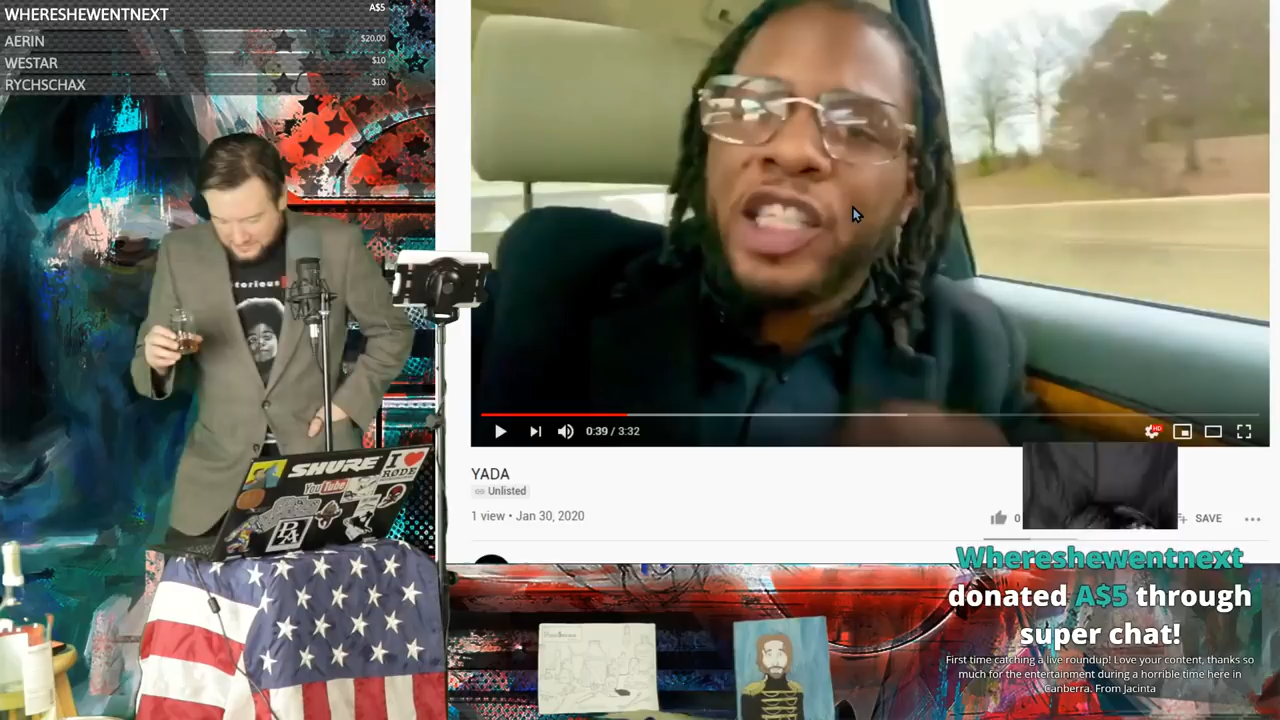 WHERESHEWENTNEXT A$5
AERIN $20.00
WESTAR $10
RYCHSCHAX $10
torious
SHURE
I ❤ RØDE
YouTube
0:39 / 3:32
HD
YADA
Unlisted
1 view • Jan 30, 2020
0
SAVE
Whereshewentnext
donated A$5 through
super chat!
First time catching a live roundup! Love your content, thanks so
much for the entertainment during a horrible time here in
Canberra. From Jacinta